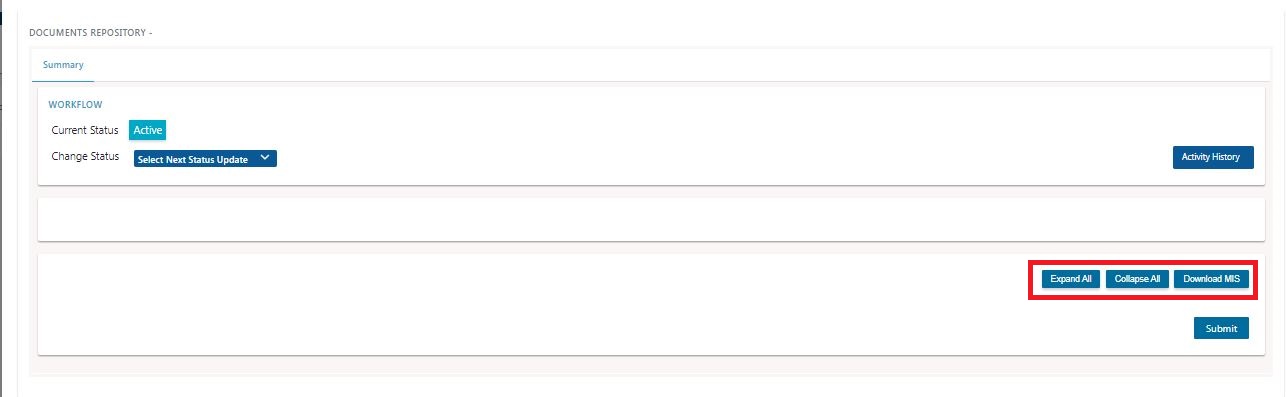 DOCUMENTS REPOSITORY -
Summary
WORKFLOW
Current Status Active
Change Status Select Next Status Update
Activity History
Expand All Collapse All Download MIS
Submit